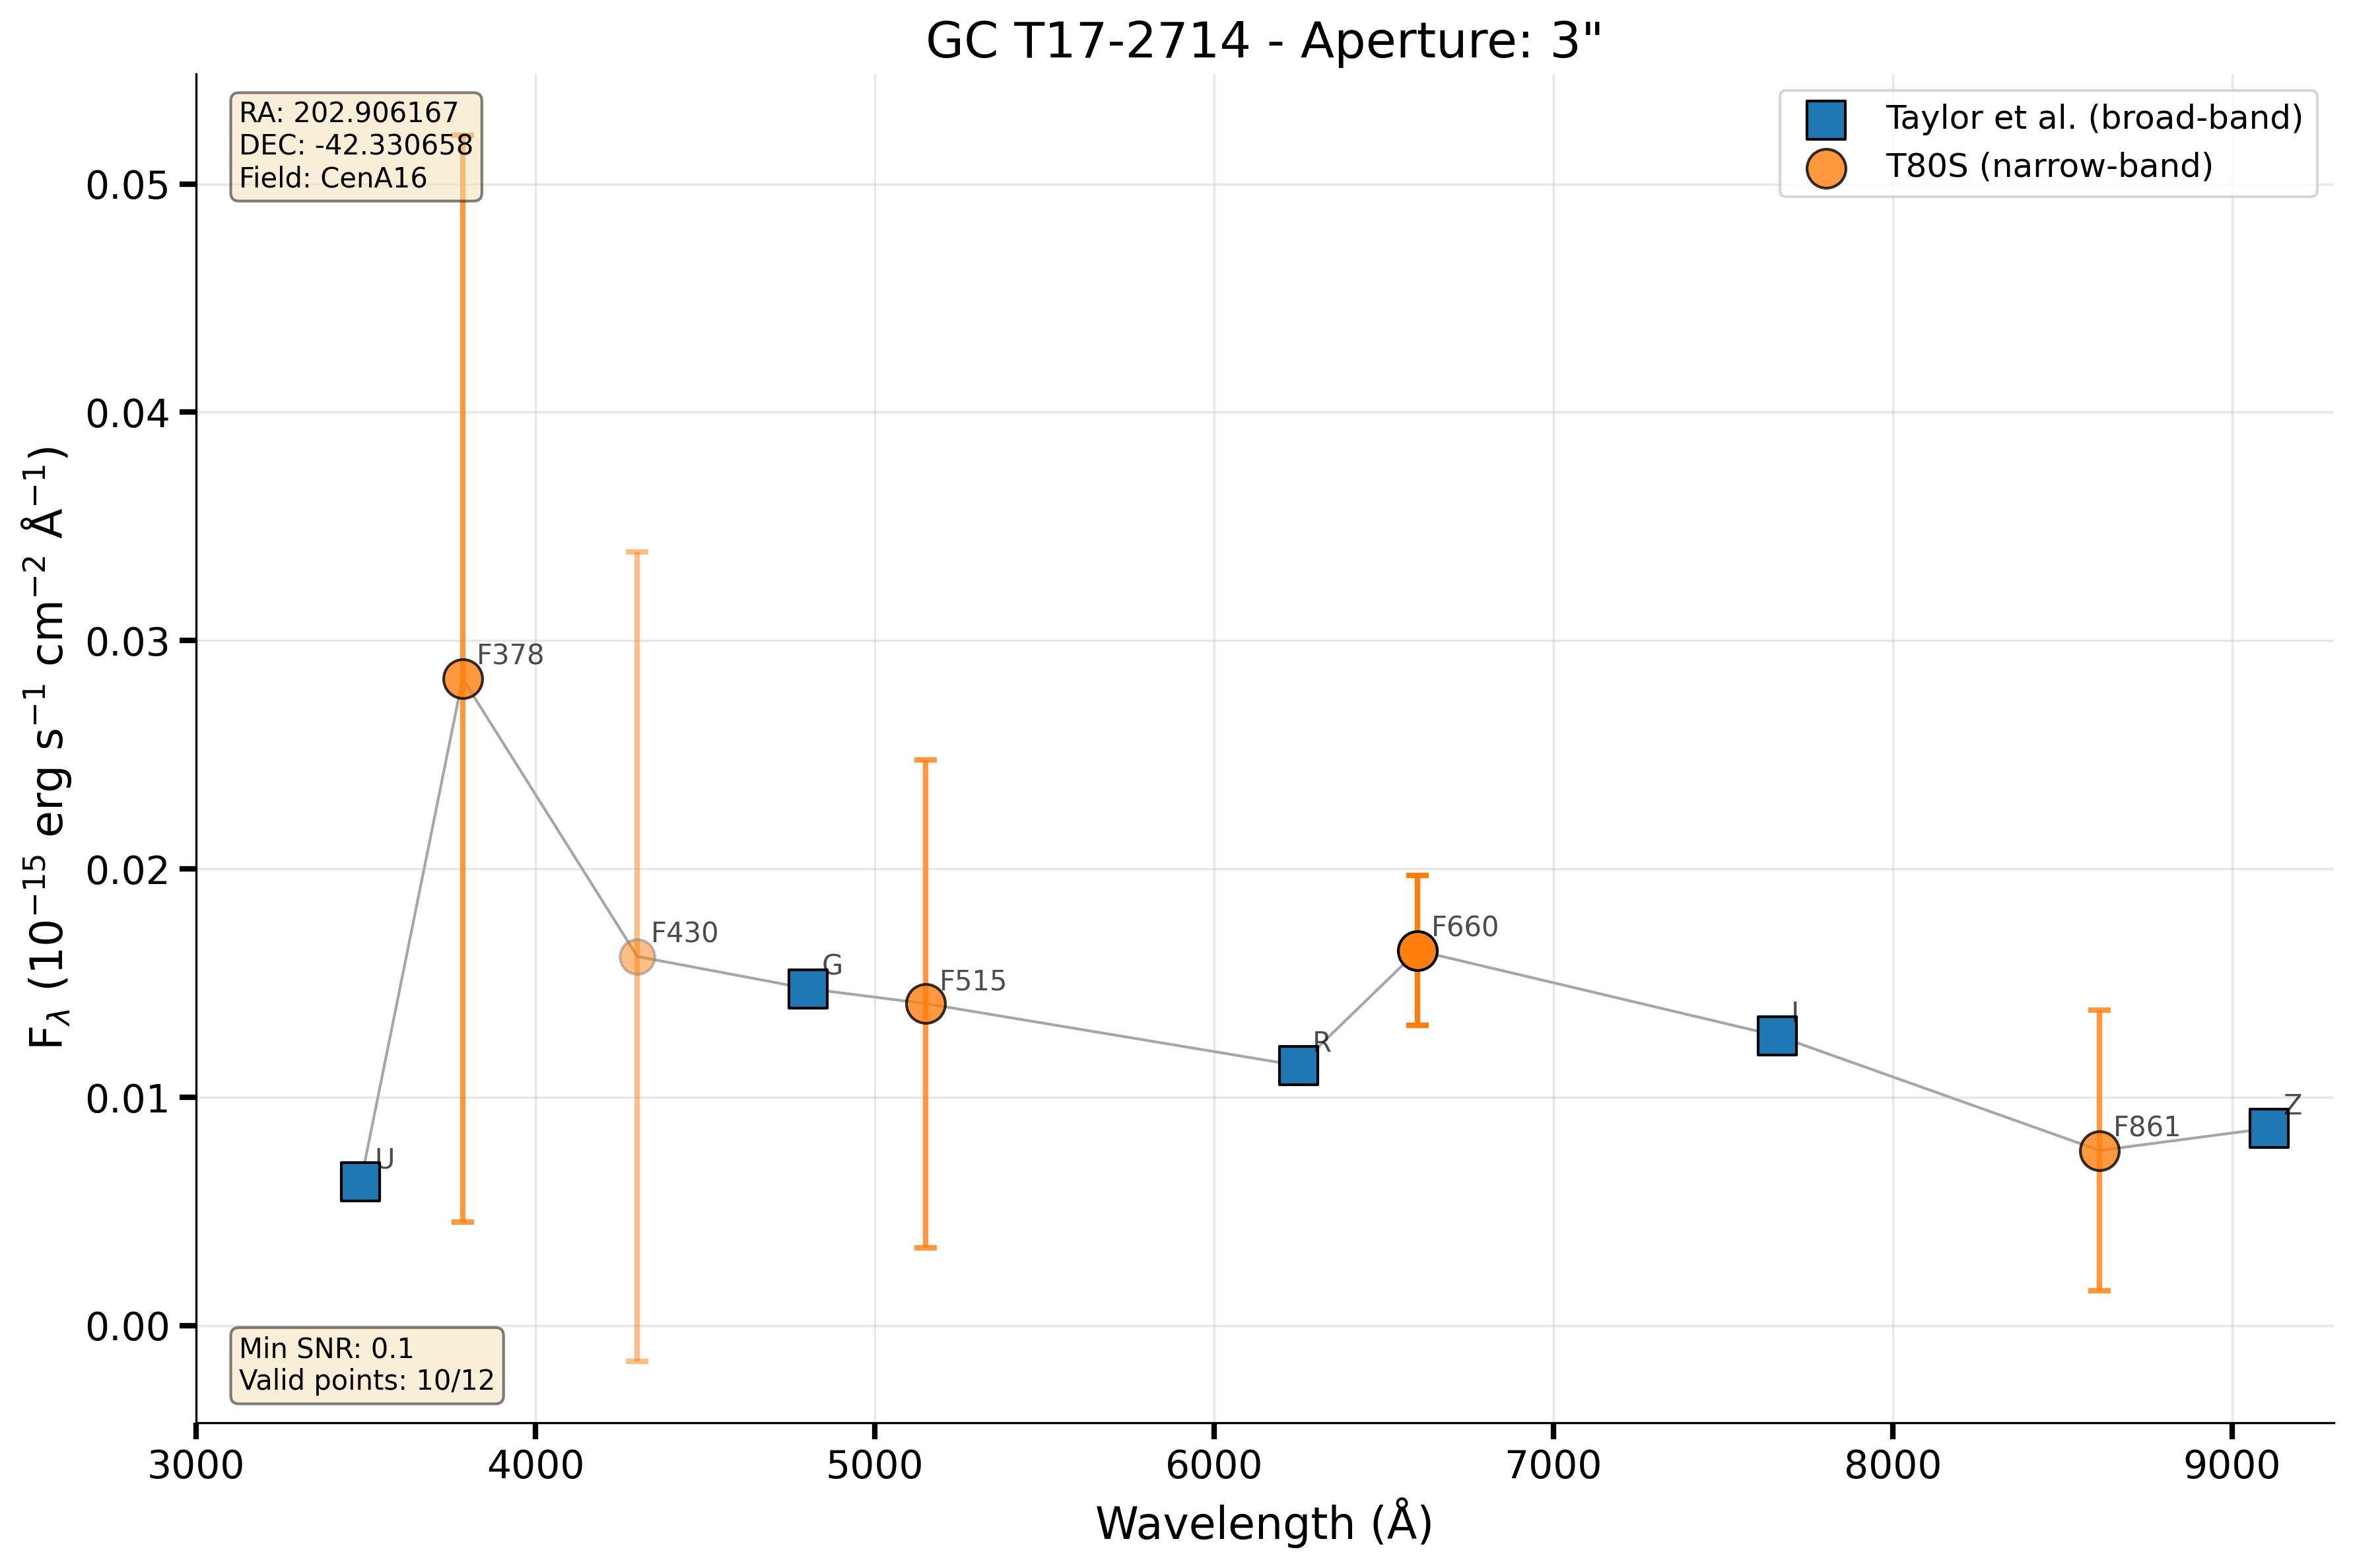 GC T17-2714 - Aperture: 3"
RA: 202.906167
DEC: -42.330658
Field: CenA16
Taylor et al. (broad-band)
T80S (narrow-band)
0.05
0.04
0.03
0.02
0.01
0.00
F_λ (10⁻¹⁵ erg s⁻¹ cm⁻² Å⁻¹)
U
F378
F430
G
F515
R
F660
I
F861
Z
Min SNR: 0.1
Valid points: 10/12
3000 4000 5000 6000 7000 8000 9000
Wavelength (Å)